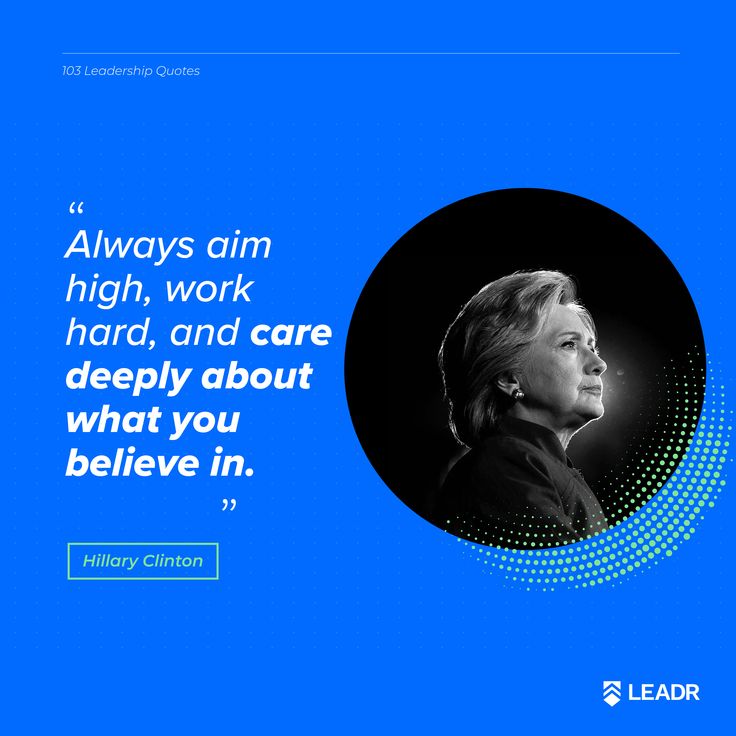 103 Leadership Quotes
“
Always aim
high, work
hard, and care
deeply about
what you
believe in.
”
Hillary Clinton
LEADR